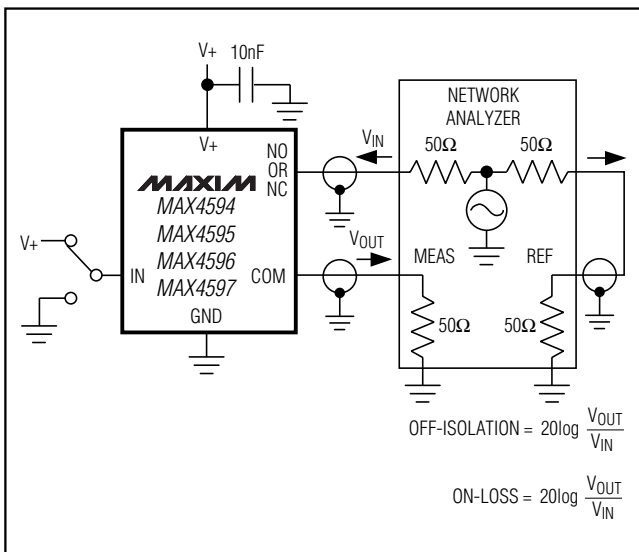 V+ 10nF
V+
NO
OR
NC
MAXIM
MAX4594
MAX4595
MAX4596
MAX4597
V+
IN
COM
GND
VIN
VOUT
NETWORK
ANALYZER
50Ω 50Ω
MEAS REF
50Ω 50Ω
OFF-ISOLATION = 20log VOUT
VIN
ON-LOSS = 20log VOUT
VIN